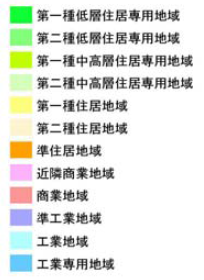 第一種低層住居専用地域
第二種低層住居専用地域
第一種中高層住居専用地域
第二種中高層住居専用地域
第一種住居地域
第二種住居地域
準住居地域
近隣商業地域
商業地域
準工業地域
工業地域
工業専用地域